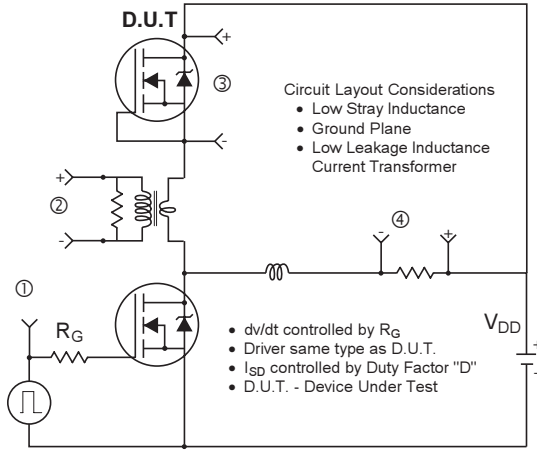 D.U.T
+
③
-
Circuit Layout Considerations
• Low Stray Inductance
• Ground Plane
• Low Leakage Inductance
Current Transformer
+
②
-
④
-
+
①
RG
• dv/dt controlled by RG
• Driver same type as D.U.T.
• ISD controlled by Duty Factor "D"
• D.U.T. - Device Under Test
VDD
+
-